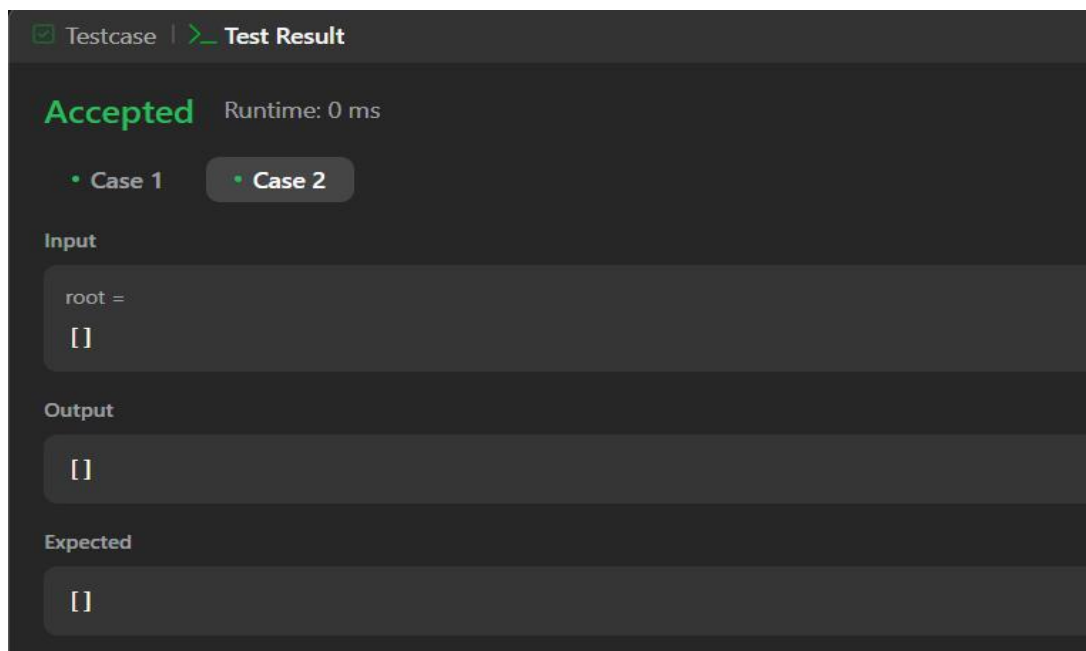 Testcase | >_ Test Result
Accepted Runtime: 0 ms
• Case 1 • Case 2
Input
root =
[]
Output
[]
Expected
[]